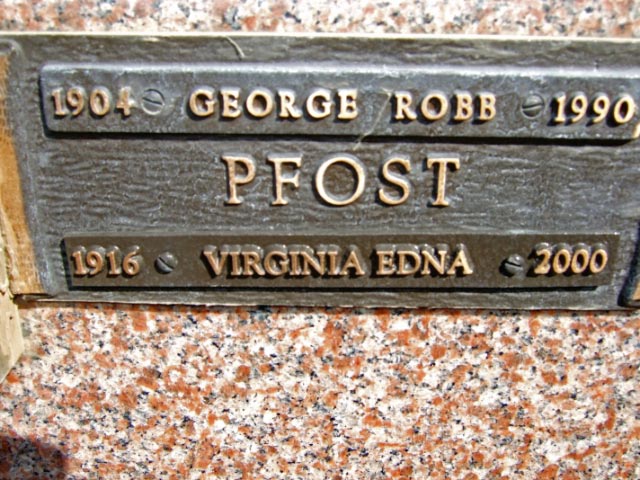 1904 GEORGE ROBB 1990
PFOST
1916 VIRGINIA EDNA 2000